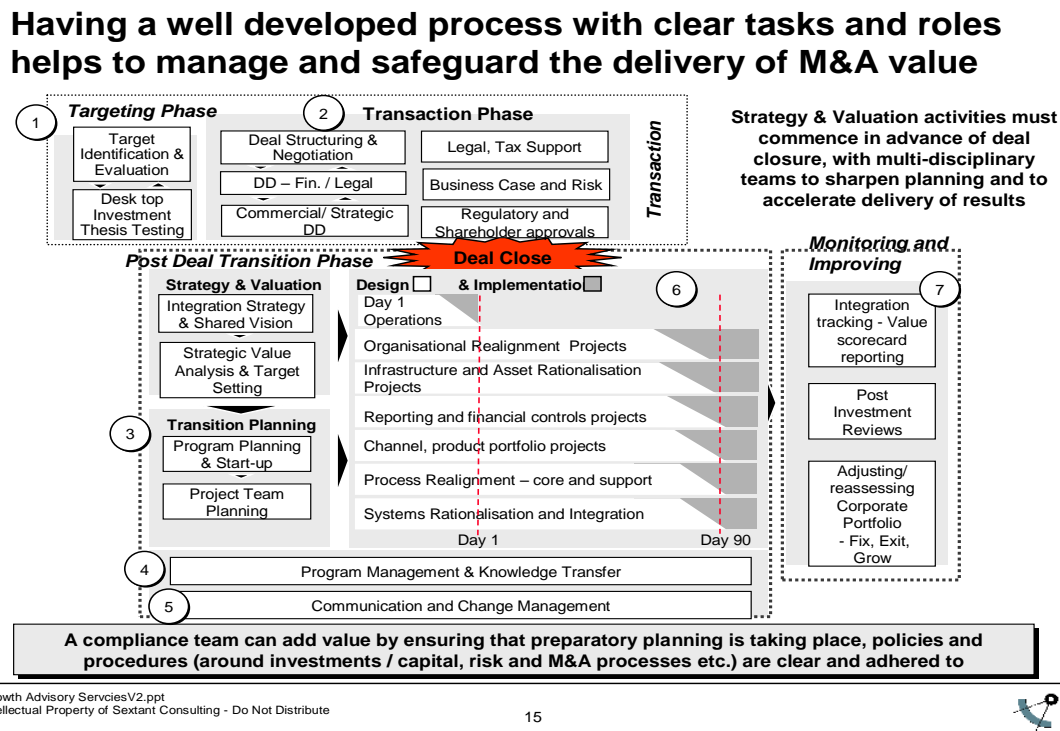 Having a well developed process with clear tasks and roles
helps to manage and safeguard the delivery of M&A value
1
Targeting Phase
2
Transaction Phase
Target
Identification &
Evaluation
Desk top
Investment
Thesis Testing
Deal Structuring &
Negotiation
DD – Fin. / Legal
Commercial/ Strategic
DD
Legal, Tax Support
Business Case and Risk
Regulatory and
Shareholder approvals
Transaction
Strategy & Valuation activities must
commence in advance of deal
closure, with multi-disciplinary
teams to sharpen planning and to
accelerate delivery of results
Post Deal Transition Phase
Deal Close
Strategy & Valuation
Integration Strategy
& Shared Vision
Strategic Value
Analysis & Target
Setting
3
Transition Planning
Program Planning
& Start-up
Project Team
Planning
Design
& Implementatio
6
Day 1
Operations
Organisational Realignment Projects
Infrastructure and Asset Rationalisation
Projects
Reporting and financial controls projects
Channel, product portfolio projects
Process Realignment – core and support
Systems Rationalisation and Integration
Day 1
Day 90
Monitoring and
Improving
7
Integration
tracking - Value
scorecard
reporting
Post
Investment
Reviews
Adjusting/
reassessing
Corporate
Portfolio
- Fix, Exit,
Grow
4
Program Management & Knowledge Transfer
5
Communication and Change Management
A compliance team can add value by ensuring that preparatory planning is taking place, policies and
procedures (around investments / capital, risk and M&A processes etc.) are clear and adhered to
owth Advisory ServciesV2.ppt
ellectual Property of Sextant Consulting - Do Not Distribute
15